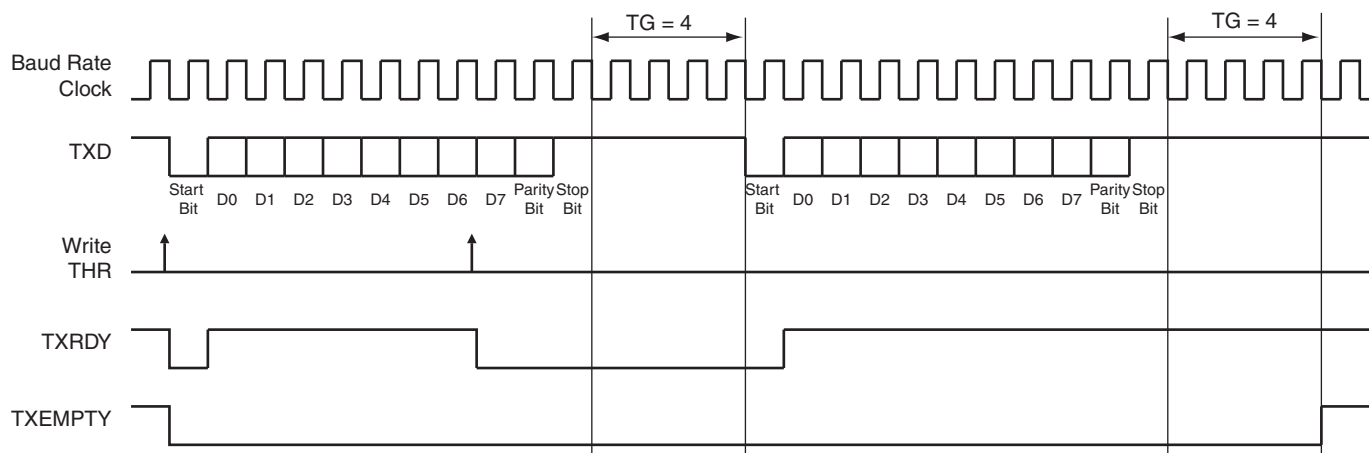 TG = 4
TG = 4
Baud Rate
Clock
TXD
Start
Bit
D0
D1
D2
D3
D4
D5
D6
D7
Parity
Bit
Stop
Bit
Start
Bit
D0
D1
D2
D3
D4
D5
D6
D7
Parity
Bit
Stop
Bit
Write
THR
TXRDY
TXEMPTY